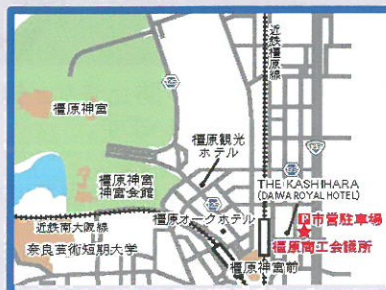 近鉄橿原線
橿原神宮
橿原観光
ホテル
橿原神宮
神宮会館
THE KASHIHARA
(DAIWA ROYAL HOTEL)
近鉄南大阪線
橿原オークホテル
P市営駐車場
奈良芸術短期大学
橿原商工会議所
橿原神宮前